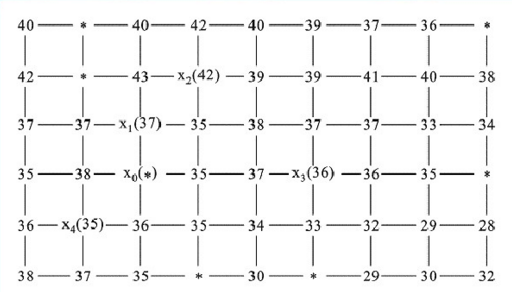 40 * 40 42 40 39 37 36 *
42 * 43 x₂(42) 39 39 41 40 38
37 37 x₁(37) 35 38 37 37 33 34
35 38 x₀(*) 35 37 x₃(36) 36 35 *
36 x₄(35) 36 35 34 33 32 29 28
38 37 35 * 30 * 29 30 32